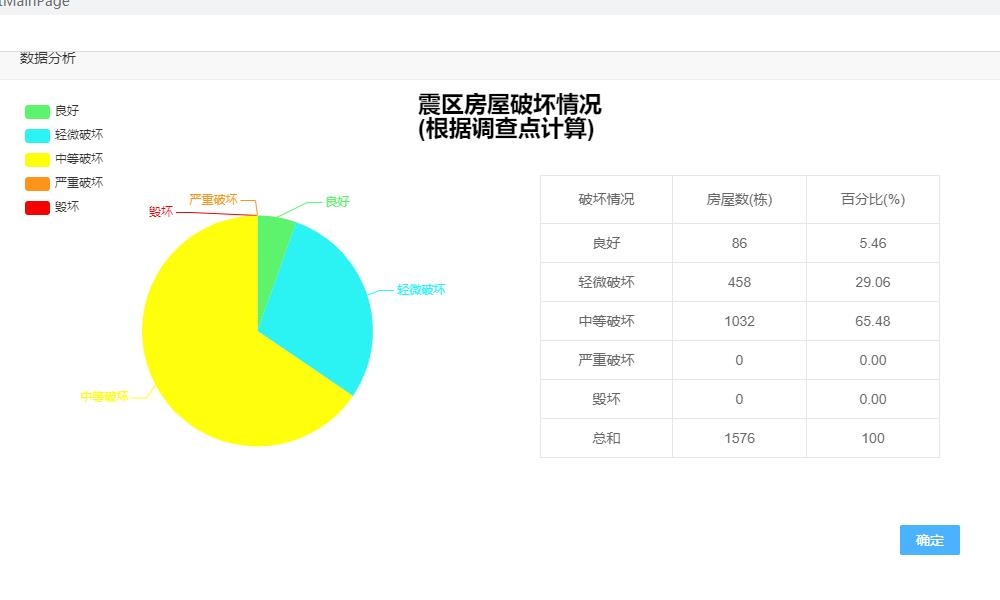 tMainPage
数据分析
震区房屋破坏情况
(根据调查点计算)
良好
轻微破坏
中等破坏
严重破坏
毁坏
严重破坏
毁坏
良好
轻微破坏
中等破坏
破坏情况 房屋数(栋) 百分比(%)
良好 86 5.46
轻微破坏 458 29.06
中等破坏 1032 65.48
严重破坏 0 0.00
毁坏 0 0.00
总和 1576 100
确定